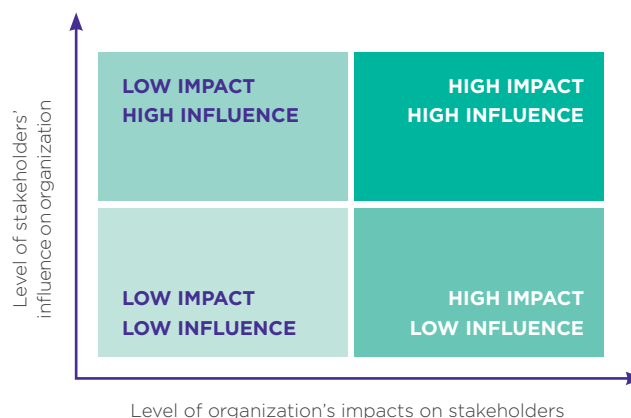 Level of stakeholders'
influence on organization
LOW IMPACT
HIGH INFLUENCE
HIGH IMPACT
HIGH INFLUENCE
LOW IMPACT
LOW INFLUENCE
HIGH IMPACT
LOW INFLUENCE
Level of organization's impacts on stakeholders